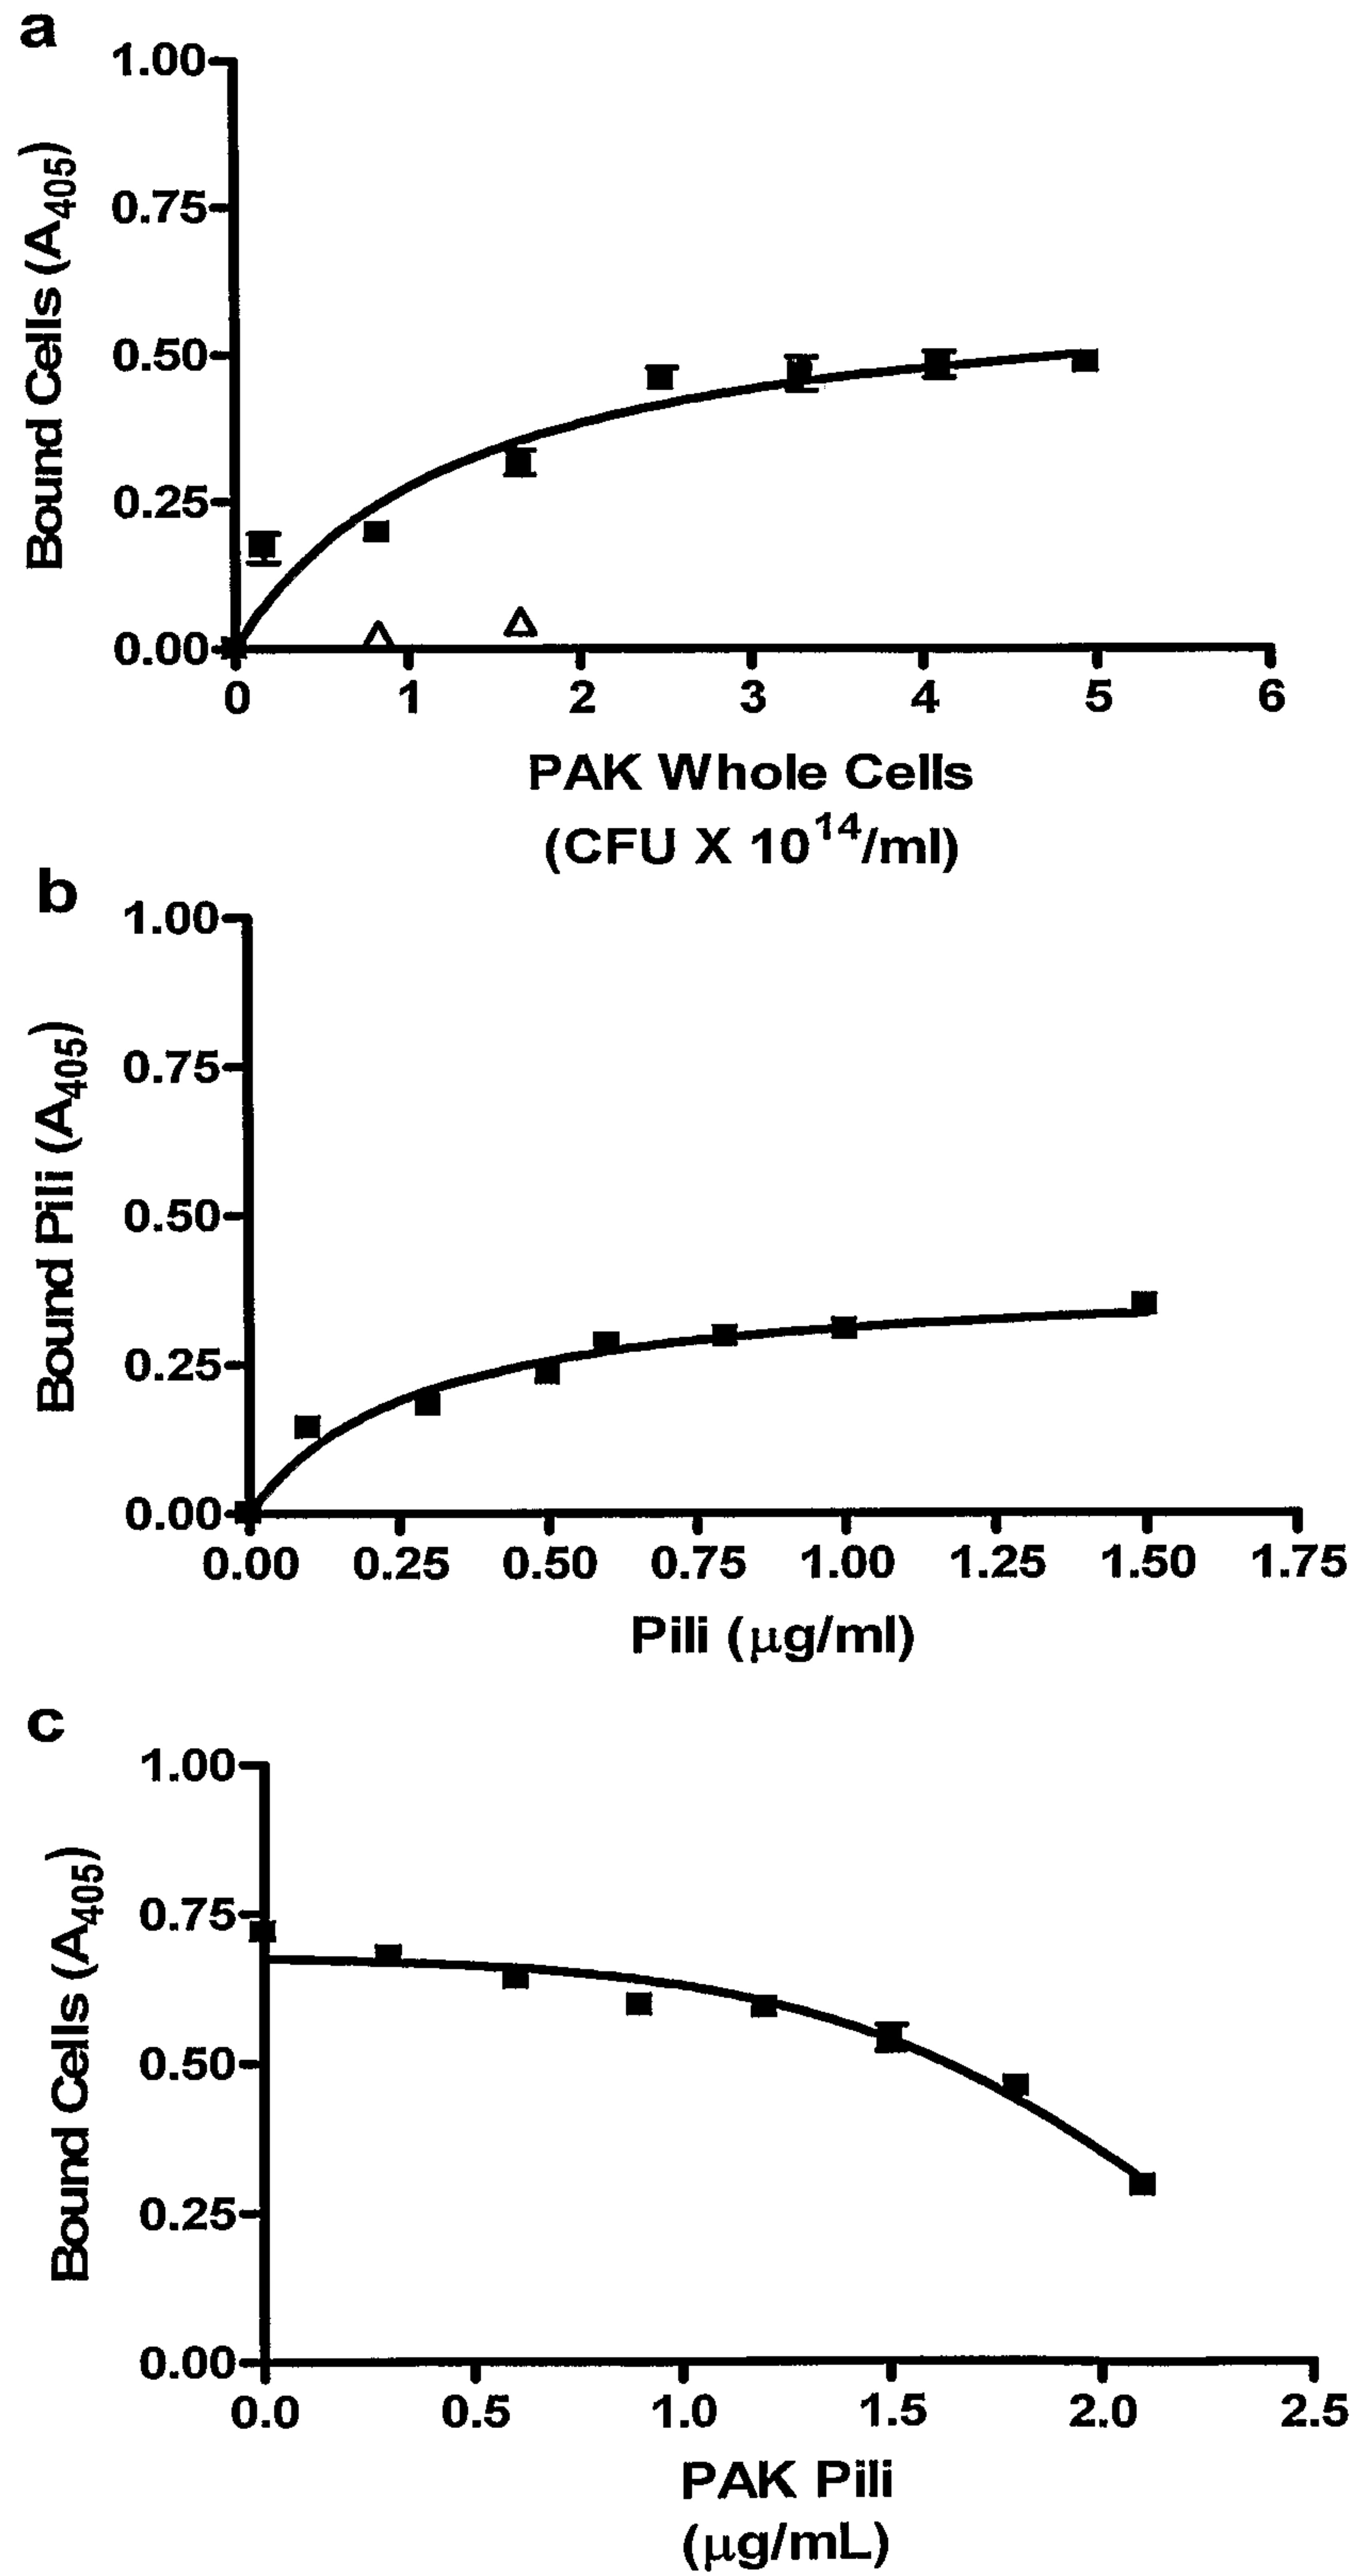 a
1.00
0.75
0.50
0.25
0.00
Bound Cells (A405)
0 1 2 3 4 5 6
PAK Whole Cells
(CFU X 10^14/ml)
b
1.00
0.75
0.50
0.25
0.00
Bound Pili (A405)
0.00 0.25 0.50 0.75 1.00 1.25 1.50 1.75
Pili (μg/ml)
c
1.00
0.75
0.50
0.25
0.00
Bound Cells (A405)
0.0 0.5 1.0 1.5 2.0 2.5
PAK Pili
(μg/mL)